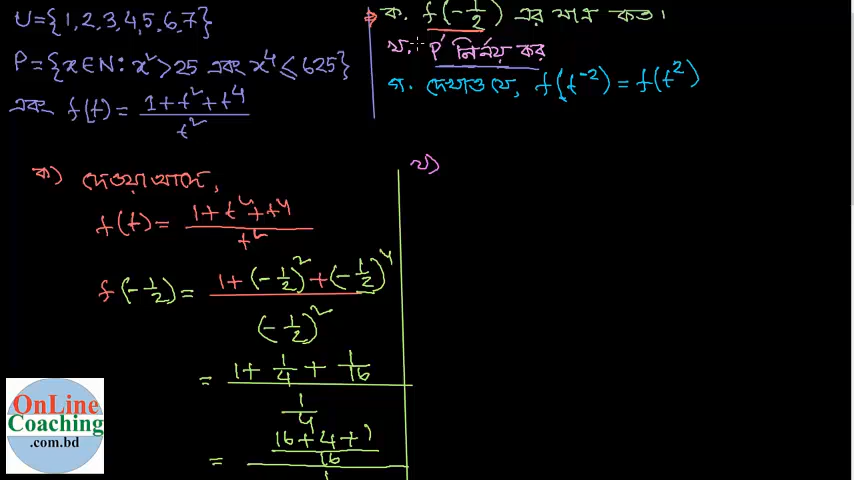 U={1,2,3,4,5,6,7}
P={x∈N: x²>25 এবং x⁴≤625}
এবং f(t)= (1+t²+t⁴)/t²
ক. f(-1/2) এর মান কত।
খ. P′ নির্ণয় কর
গ. দেখাও যে, f(t⁻²)=f(t²)
ক) দেওয়া আছে,
f(t)= (1+t²+t⁴)/t²
f(-1/2)= (1+(-1/2)²+(-1/2)⁴)/(-1/2)²
= (1+1/4+1/16)/(1/4)
= (16+4+1)/16
খ)
OnLine
Coaching
.com.bd